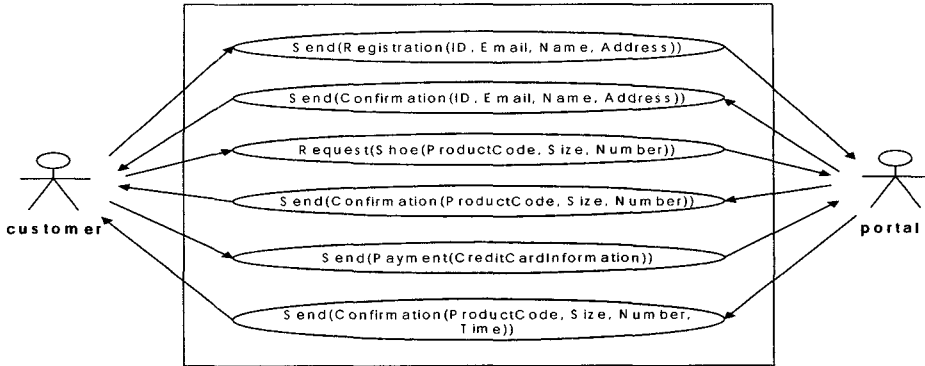 Send(Registration(ID, Email, Name, Address))
Send(Confirmation(ID, Email, Name, Address))
Request(Shoe(ProductCode, Size, Number))
Send(Confirmation(ProductCode, Size, Number))
customer
portal
Send(Payment(CreditCardInformation))
Send(Confirmation(ProductCode, Size, Number,
Time))